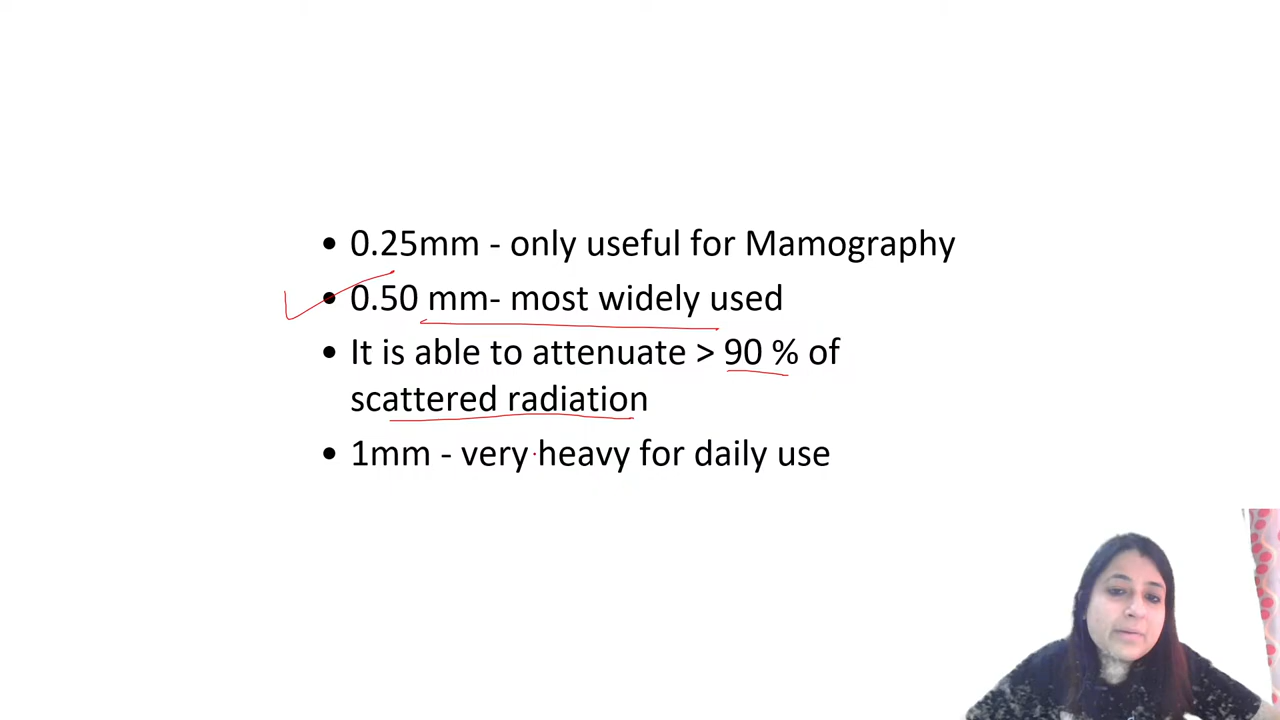 • 0.25mm - only useful for Mamography
• 0.50 mm- most widely used
• It is able to attenuate > 90 % of
scattered radiation
• 1mm - very heavy for daily use